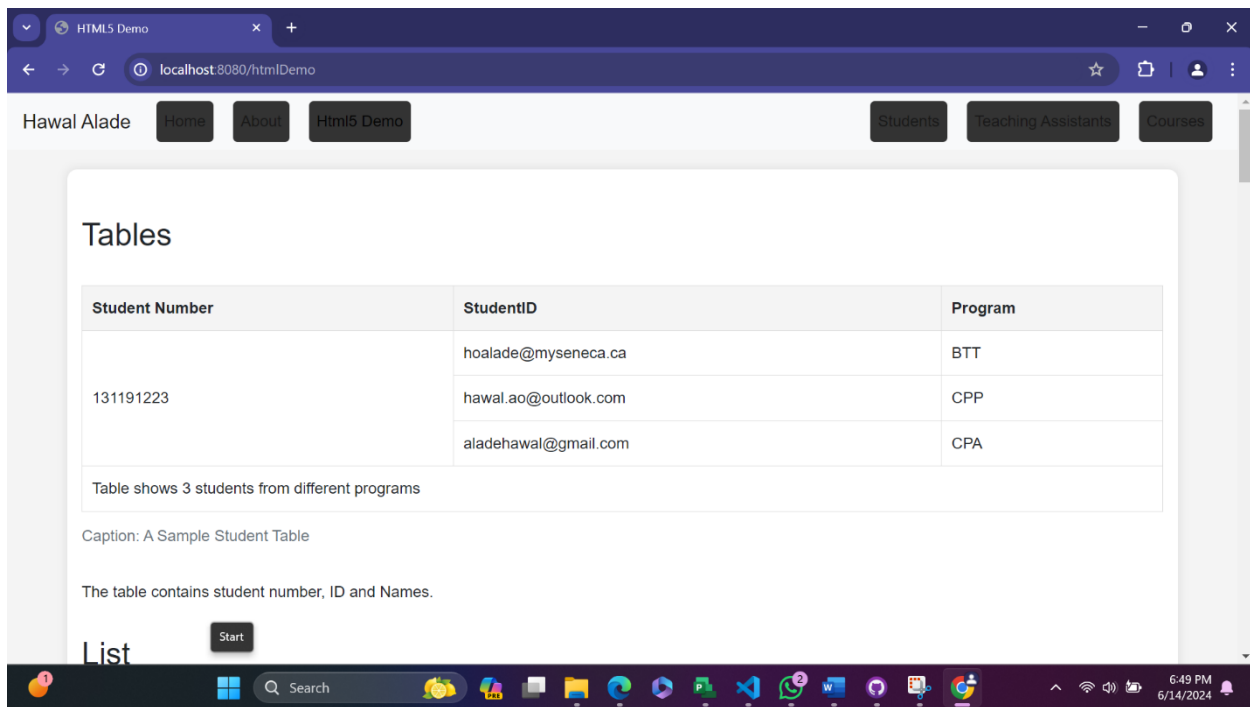 HTML5 Demo
localhost:8080/htmlDemo
Hawal Alade Home About Html5 Demo Students Teaching Assistants Courses
Tables
Student Number StudentID Program
hoalade@myseneca.ca BTT
131191223 hawal.ao@outlook.com CPP
aladehawal@gmail.com CPA
Table shows 3 students from different programs
Caption: A Sample Student Table
The table contains student number, ID and Names.
List
Start
1 Search PRE 2 6:49 PM
6/14/2024